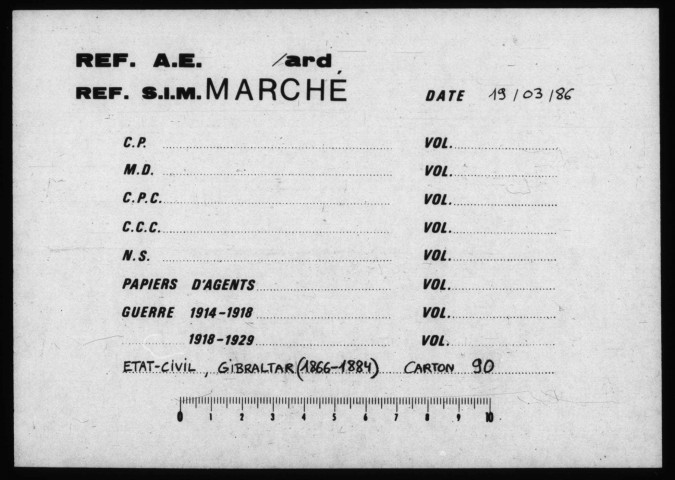 REF. A.E. /ard
REF. S.I.M. MARCHÉ DATE 19/03/86
C.P. VOL.
M.D. VOL.
C.P.C. VOL.
C.C.C. VOL.
N.S. VOL.
PAPIERS D'AGENTS VOL.
GUERRE 1914-1918 VOL.
1918-1929 VOL.
ETAT-CIVIL, GIBRALTAR (1866-1884) CARTON 90
0 1 2 3 4 5 6 7 8 9 10